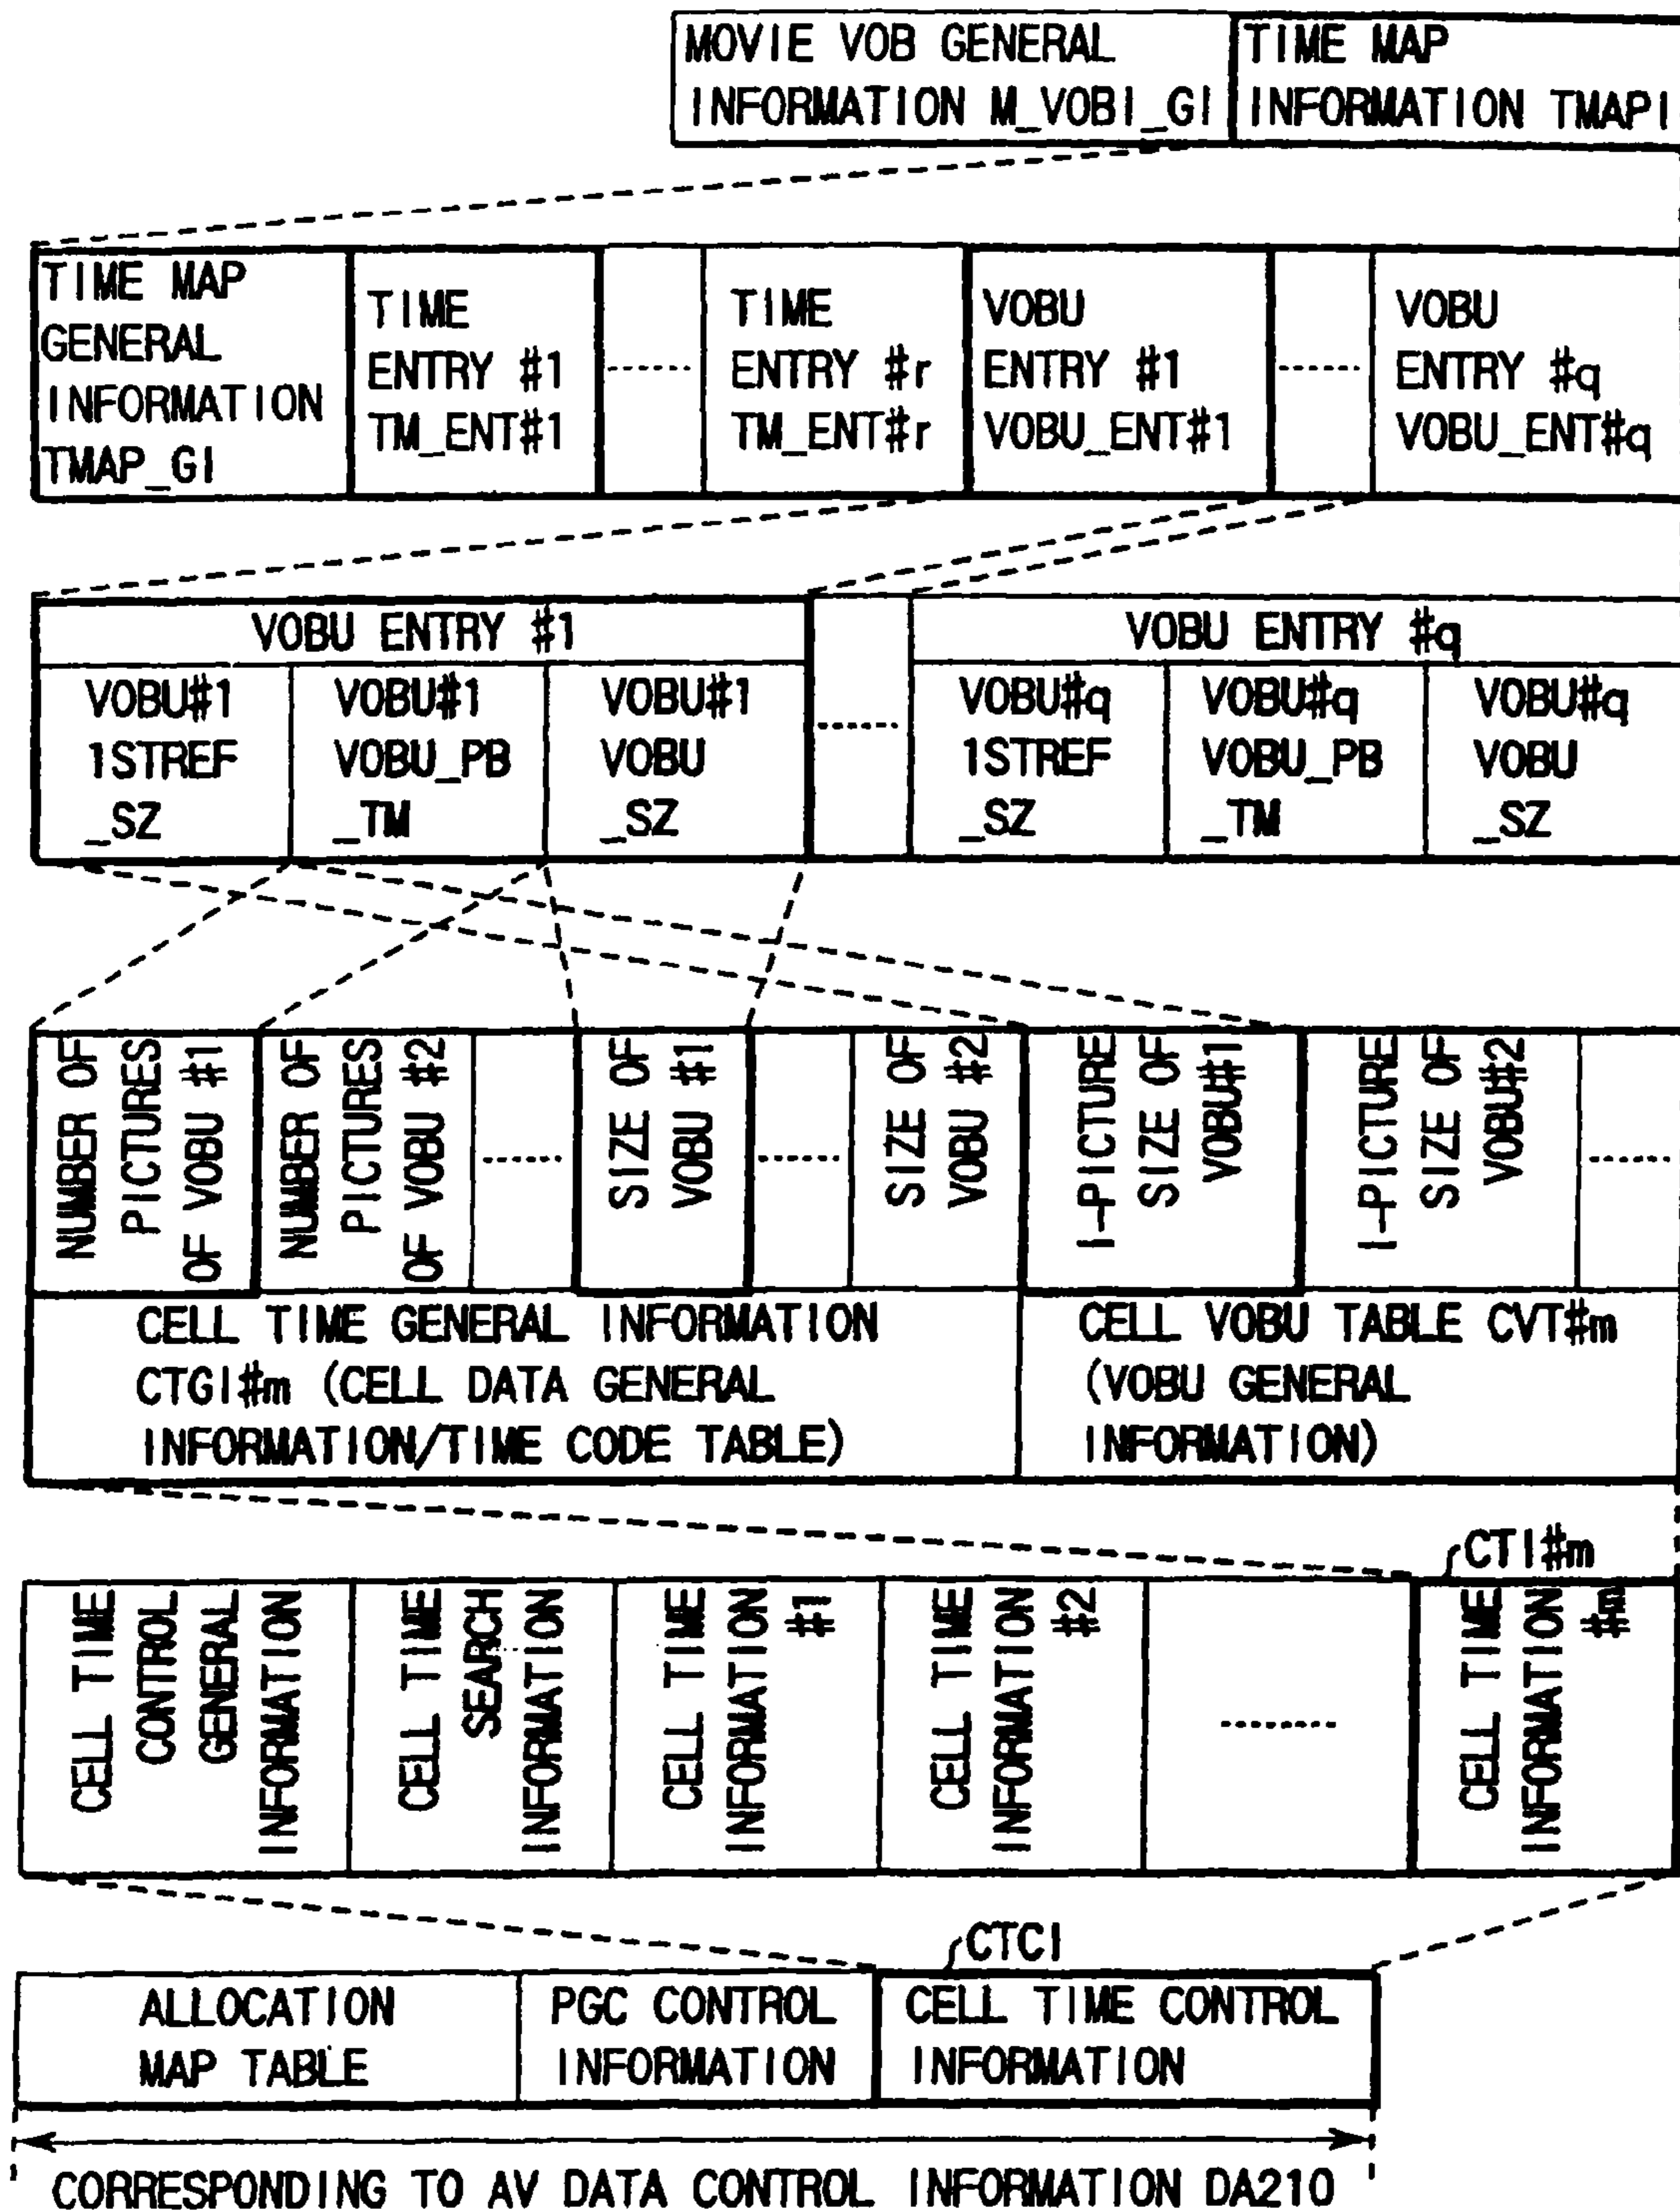 MOVIE VOB GENERAL
INFORMATION M_VOBI_GI
TIME MAP
INFORMATION TMAPI
TIME MAP
GENERAL
INFORMATION
TMAP_GI
TIME
ENTRY #1
TM_ENT#1
TIME
ENTRY #r
TM_ENT#r
VOBU
ENTRY #1
VOBU_ENT#1
VOBU
ENTRY #q
VOBU_ENT#q
VOBU ENTRY #1
VOBU ENTRY #q
VOBU#1
1STREF
_SZ
VOBU#1
VOBU_PB
_TM
VOBU#1
VOBU
_SZ
VOBU#q
1STREF
_SZ
VOBU#q
VOBU_PB
_TM
VOBU#q
VOBU
_SZ
NUMBER OF
PICTURES
OF VOBU #1
NUMBER OF
PICTURES
OF VOBU #2
SIZE OF
VOBU #1
SIZE OF
VOBU #2
I-PICTURE
SIZE OF
VOBU#1
I-PICTURE
SIZE OF
VOBU#2
CELL TIME GENERAL INFORMATION
CTGI#m (CELL DATA GENERAL
INFORMATION/TIME CODE TABLE)
CELL VOBU TABLE CVT#m
(VOBU GENERAL
INFORMATION)
CTI#m
CELL TIME
CONTROL
GENERAL
INFORMATION
CELL TIME
SEARCH
INFORMATION
CELL TIME
INFORMATION
#1
CELL TIME
INFORMATION
#2
CELL TIME
INFORMATION
#m
CTCI
ALLOCATION
MAP TABLE
PGC CONTROL
INFORMATION
CELL TIME CONTROL
INFORMATION
CORRESPONDING TO AV DATA CONTROL INFORMATION DA210